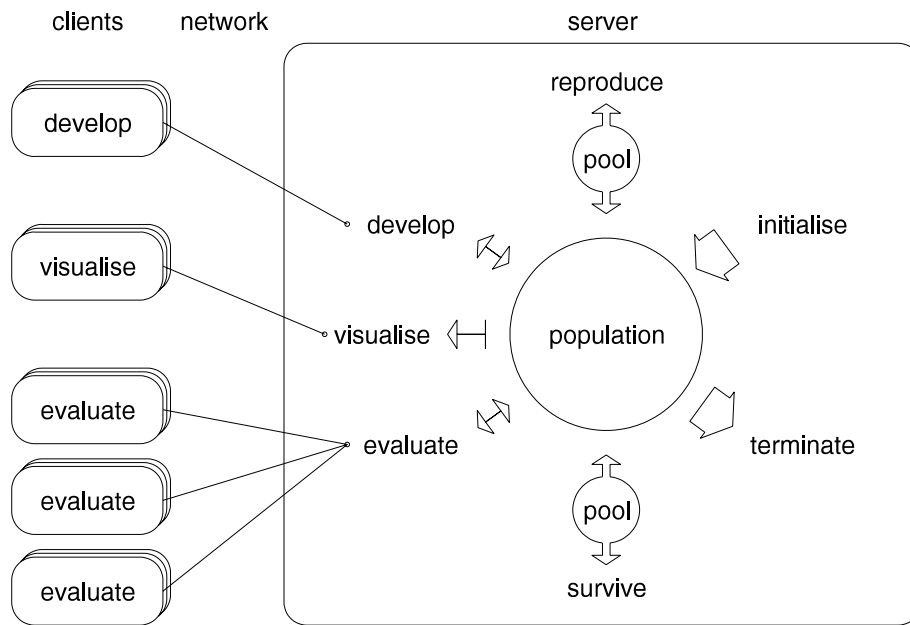 clients network server
reproduce
develop
pool
develop
initialise
visualise
visualise
population
evaluate
evaluate
terminate
evaluate
pool
evaluate
survive